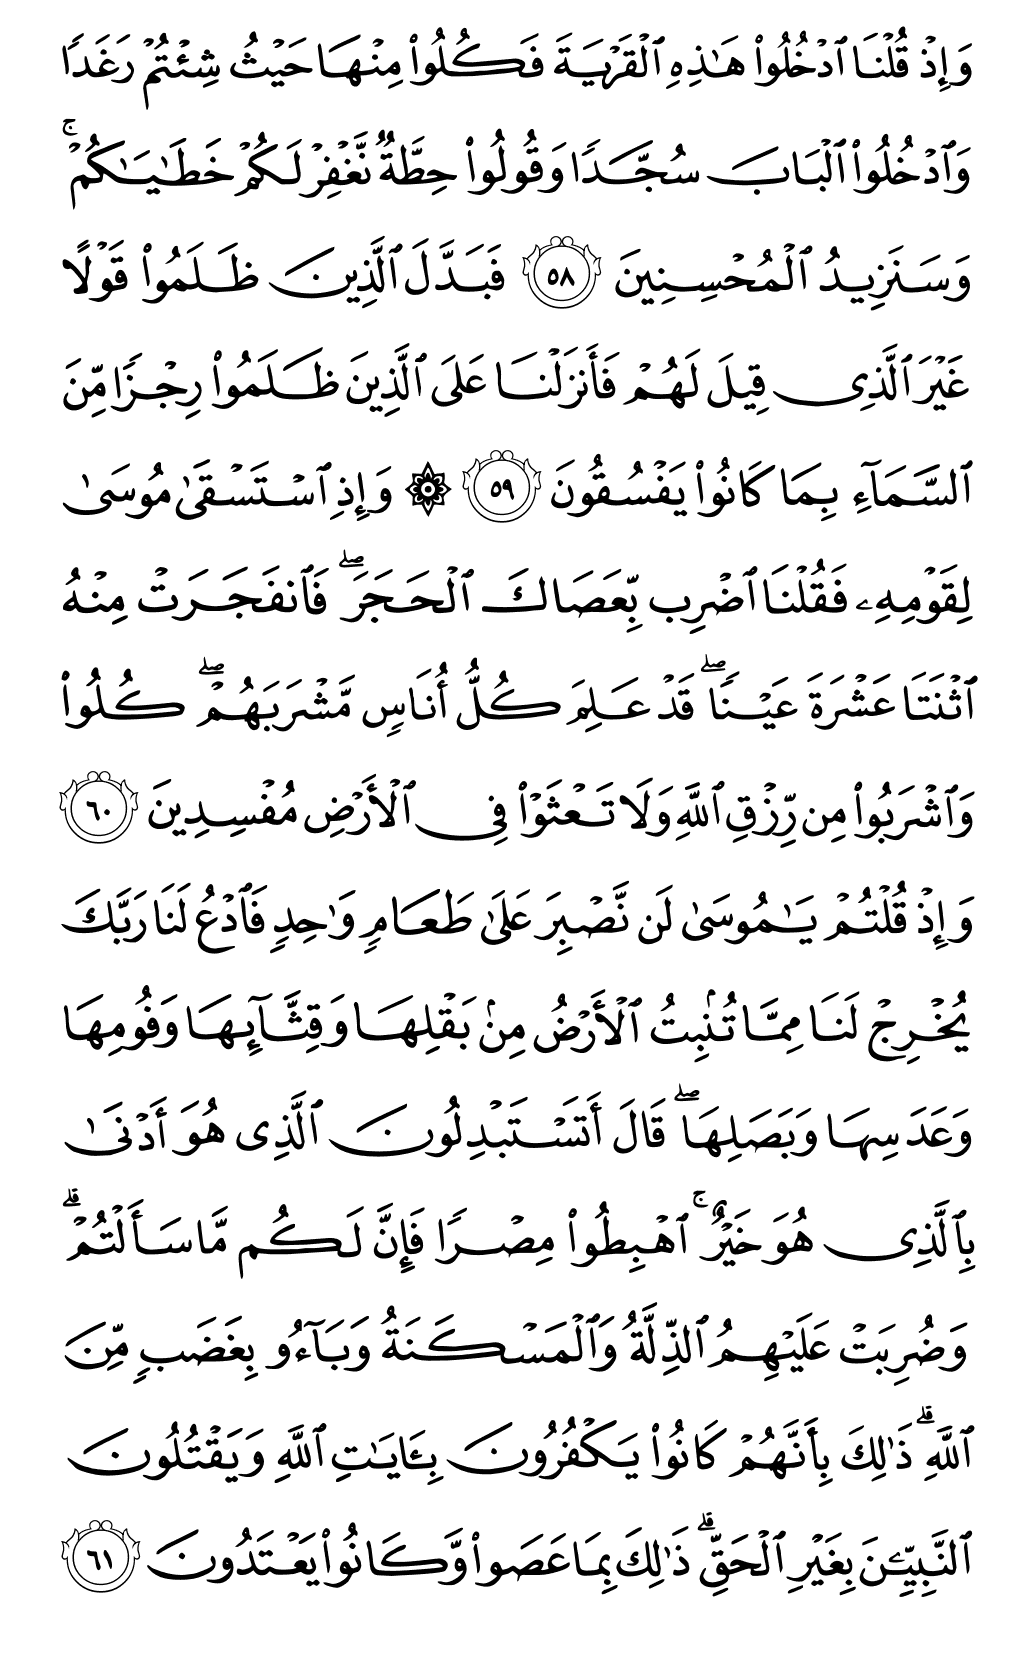 وَإِذْ قُلْنَا ٱدْخُلُوا۟ هَـٰذِهِ ٱلْقَرْيَةَ فَكُلُوا۟ مِنْهَا حَيْثُ شِئْتُمْ رَغَدًا
وَٱدْخُلُوا۟ ٱلْبَابَ سُجَّدًا وَقُولُوا۟ حِطَّةٌ نَّغْفِرْ لَكُمْ خَطَـٰيَـٰكُمْ ۚ
وَسَنَزِيدُ ٱلْمُحْسِنِينَ ٥٨ فَبَدَّلَ ٱلَّذِينَ ظَلَمُوا۟ قَوْلًا
غَيْرَ ٱلَّذِى قِيلَ لَهُمْ فَأَنزَلْنَا عَلَى ٱلَّذِينَ ظَلَمُوا۟ رِجْزًا مِّنَ
ٱلسَّمَآءِ بِمَا كَانُوا۟ يَفْسُقُونَ ٥٩ ۞ وَإِذِ ٱسْتَسْقَىٰ مُوسَىٰ
لِقَوْمِهِۦ فَقُلْنَا ٱضْرِب بِّعَصَاكَ ٱلْحَجَرَ ۖ فَٱنفَجَرَتْ مِنْهُ
ٱثْنَتَا عَشْرَةَ عَيْنًا ۖ قَدْ عَلِمَ كُلُّ أُنَاسٍ مَّشْرَبَهُمْ ۖ كُلُوا۟
وَٱشْرَبُوا۟ مِن رِّزْقِ ٱللَّهِ وَلَا تَعْثَوْا۟ فِى ٱلْأَرْضِ مُفْسِدِينَ ٦٠
وَإِذْ قُلْتُمْ يَـٰمُوسَىٰ لَن نَّصْبِرَ عَلَىٰ طَعَامٍ وَٰحِدٍ فَٱدْعُ لَنَا رَبَّكَ
يُخْرِجْ لَنَا مِمَّا تُنۢبِتُ ٱلْأَرْضُ مِنۢ بَقْلِهَا وَقِثَّآئِهَا وَفُومِهَا
وَعَدَسِهَا وَبَصَلِهَا ۖ قَالَ أَتَسْتَبْدِلُونَ ٱلَّذِى هُوَ أَدْنَىٰ
بِٱلَّذِى هُوَ خَيْرٌ ۚ ٱهْبِطُوا۟ مِصْرًا فَإِنَّ لَكُم مَّا سَأَلْتُمْ ۗ
وَضُرِبَتْ عَلَيْهِمُ ٱلذِّلَّةُ وَٱلْمَسْكَنَةُ وَبَآءُو بِغَضَبٍ مِّنَ
ٱللَّهِ ۗ ذَٰلِكَ بِأَنَّهُمْ كَانُوا۟ يَكْفُرُونَ بِـَٔايَـٰتِ ٱللَّهِ وَيَقْتُلُونَ
ٱلنَّبِيِّـۧنَ بِغَيْرِ ٱلْحَقِّ ۗ ذَٰلِكَ بِمَا عَصَوا۟ وَّكَانُوا۟ يَعْتَدُونَ ٦١